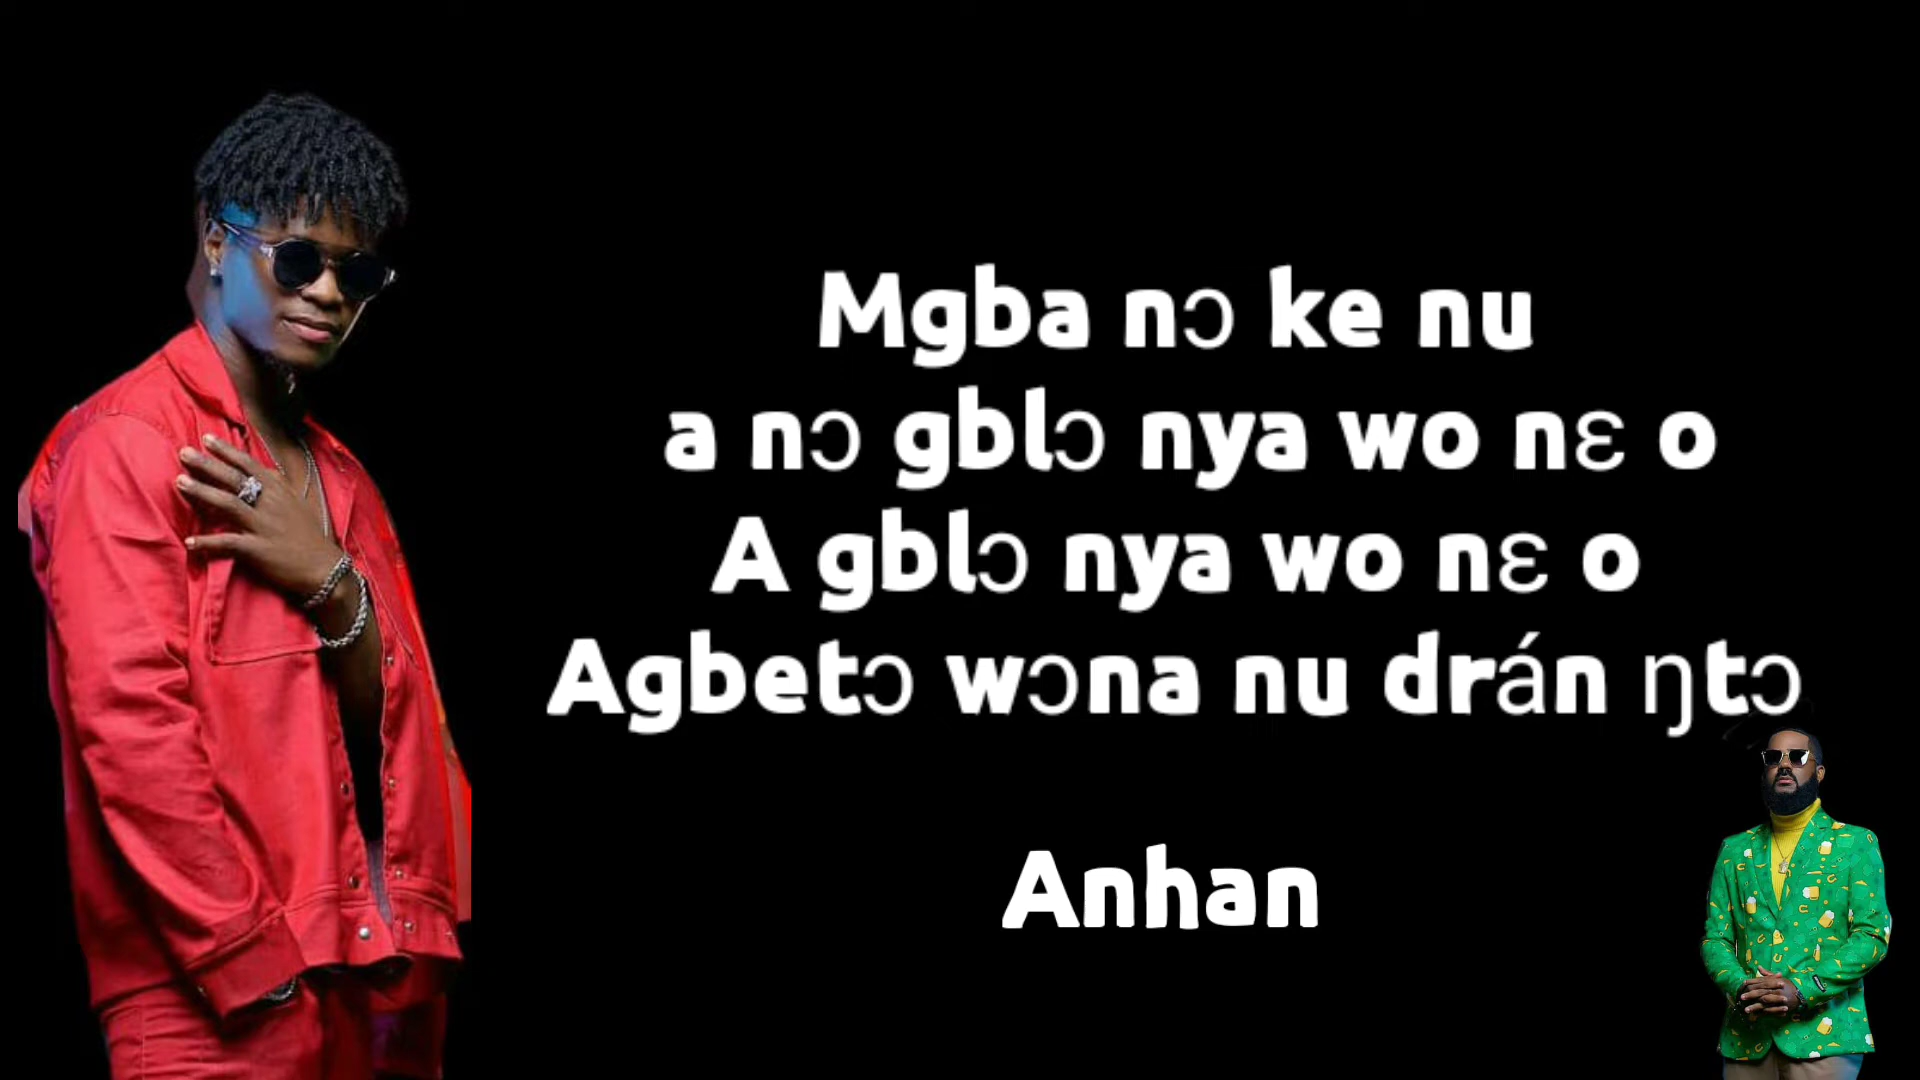 Mgba nɔ ke nu
a nɔ gblɔ nya wo nɛ o
A gblɔ nya wo nɛ o
Agbetɔ wɔna nu drán ŋtɔ
Anhan